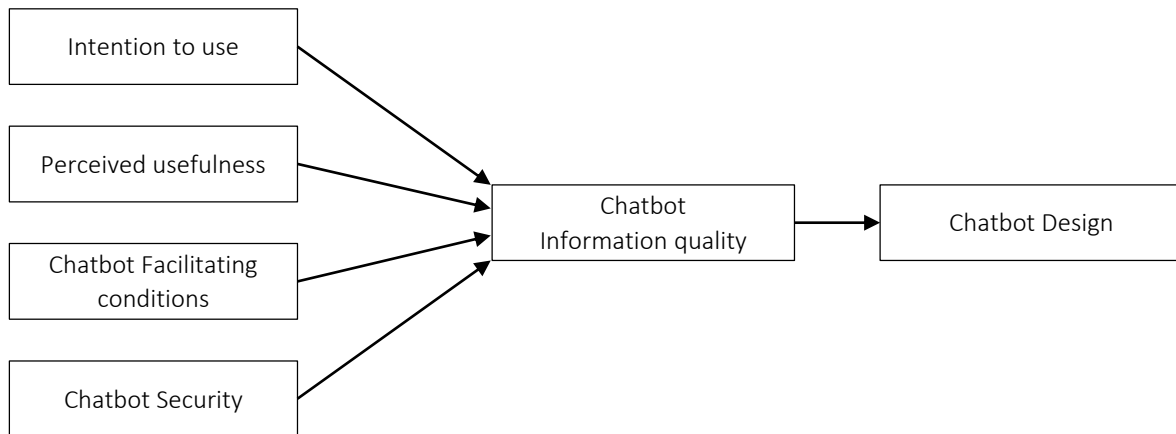 Intention to use
Perceived usefulness
Chatbot Facilitating
conditions
Chatbot Security
Chatbot
Information quality
Chatbot Design